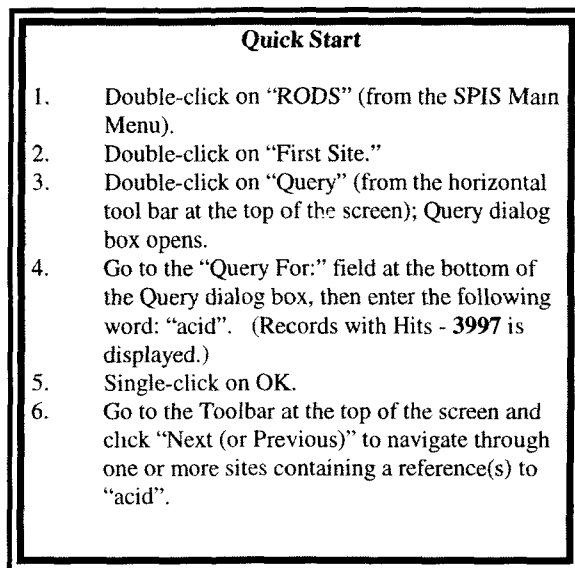 Quick Start
1. Double-click on “RODS” (from the SPIS Main
Menu).
2. Double-click on “First Site.”
3. Double-click on “Query” (from the horizontal
tool bar at the top of the screen); Query dialog
box opens.
4. Go to the “Query For:” field at the bottom of
the Query dialog box, then enter the following
word: “acid”. (Records with Hits - 3997 is
displayed.)
5. Single-click on OK.
6. Go to the Toolbar at the top of the screen and
click “Next (or Previous)” to navigate through
one or more sites containing a reference(s) to
“acid”.